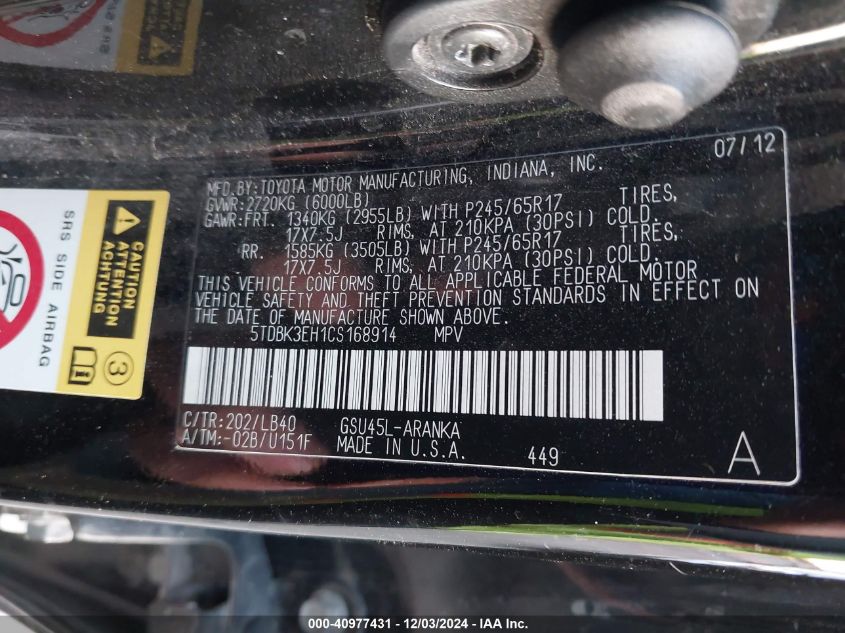 07/12
MFD.BY:TOYOTA MOTOR MANUFACTURING, INDIANA, INC.
GVWR:2720KG (6000LB)
GAWR:FRT. 1340KG (2955LB) WITH P245/65R17 TIRES,
17X7.5J RIMS, AT 210KPA (30PSI) COLD.
RR. 1585KG (3505LB) WITH P245/65R17 TIRES,
17X7.5J RIMS, AT 210KPA (30PSI) COLD.
THIS VEHICLE CONFORMS TO ALL APPLICABLE FEDERAL MOTOR
VEHICLE SAFETY AND THEFT PREVENTION STANDARDS IN EFFECT ON
THE DATE OF MANUFACTURE SHOWN ABOVE.
5TDBK3EH1CS168914 MPV
C/TR:202/LB40 GSU45L-ARANKA
A/TM:-02B/U151F MADE IN U.S.A. 449 A
SRS SIDE AIRBAG
CAUTION
ATTENTION
ACHTUNG
3
000-40977431 - 12/03/2024 - IAA Inc.